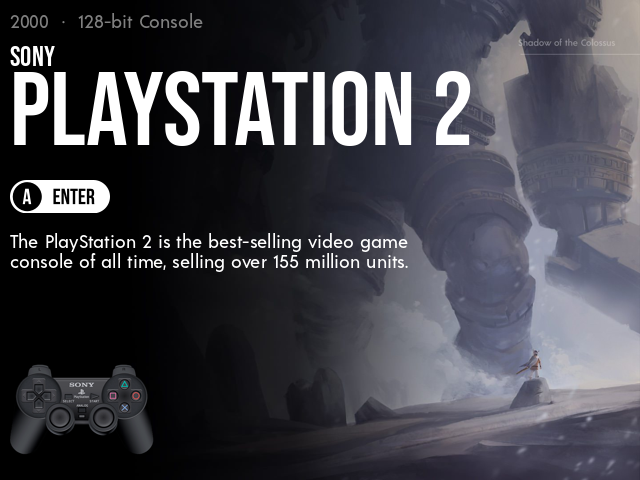 2000 · 128-bit Console
Shadow of the Colossus
SONY
PLAYSTATION 2
A ENTER
The PlayStation 2 is the best-selling video game
console of all time, selling over 155 million units.
SONY
PlayStation
SELECT START
ANALOG